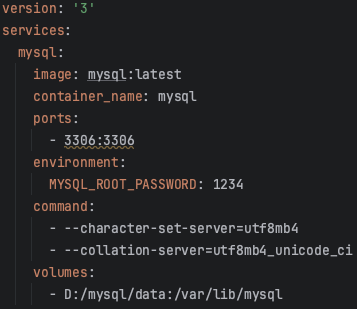 version: '3'
services:
  mysql:
    image: mysql:latest
    container_name: mysql
    ports:
      - 3306:3306
    environment:
      MYSQL_ROOT_PASSWORD: 1234
    command:
      - --character-set-server=utf8mb4
      - --collation-server=utf8mb4_unicode_ci
    volumes:
      - D:/mysql/data:/var/lib/mysql